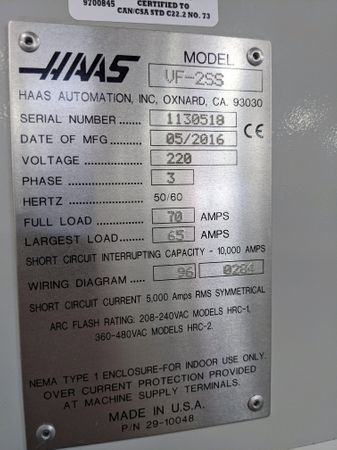 9700845
CERTIFIED TO
CAN/CSA STD C22.2 NO. 73
HAAS
MODEL
VF-2SS
HAAS AUTOMATION, INC. OXNARD, CA. 93030
SERIAL NUMBER ........ 1130518
DATE OF MFG ........... 05/2016
CE
VOLTAGE ................. 220
PHASE .................... 3
HERTZ 50/60
FULL LOAD ............... 70 AMPS
LARGEST LOAD ........ 65 AMPS
SHORT CIRCUIT INTERRUPTING CAPACITY - 10,000 AMPS
WIRING DIAGRAM ...... 96 0284
SHORT CIRCUIT CURRENT 5,000 Amps RMS SYMMETRICAL
ARC FLASH RATING: 208-240VAC MODELS HRC-1,
360-480VAC MODELS HRC-2.
NEMA TYPE 1 ENCLOSURE-FOR INDOOR USE ONLY.
OVER CURRENT PROTECTION PROVIDED
AT MACHINE SUPPLY TERMINALS.
MADE IN U.S.A.
P/N 29-10048